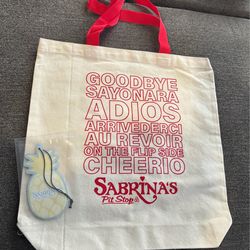 GOODBYE
SAYONARA
ADIOS
ARRIVEDERCI
AU REVOIR
ON THE FLIP SIDE
CHEERIO
SABRINA'S
Pit Stop